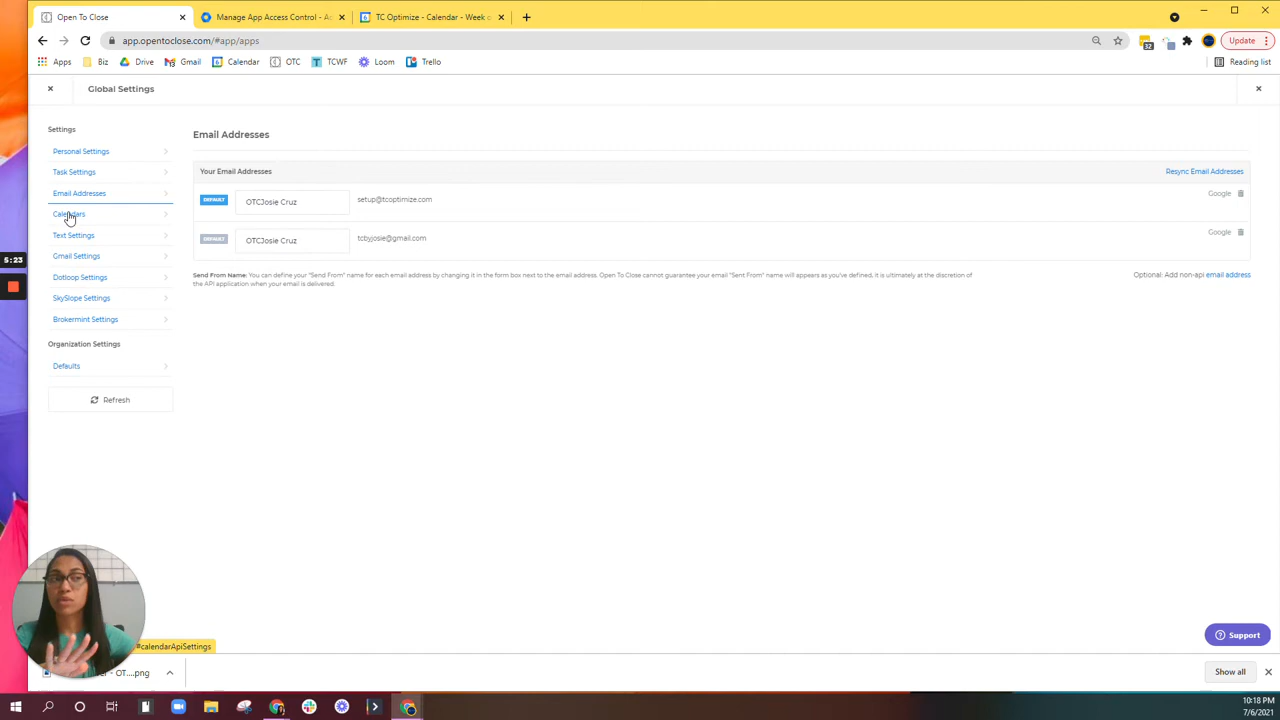 Open To Close
Manage App Access Control - Ac
TC Optimize - Calendar - Week o
app.opentoclose.com/#app/apps
32
Update
Apps
Biz
Drive
Gmail
Calendar
OTC
TCWF
Loom
Trello
Reading list
Global Settings
Settings
Personal Settings
Task Settings
Email Addresses
Calendars
Text Settings
Gmail Settings
Dotloop Settings
SkySlope Settings
Brokermint Settings
Organization Settings
Defaults
Refresh
Email Addresses
Your Email Addresses
Resync Email Addresses
DEFAULT
OTCJosie Cruz
setup@tcoptimize.com
Google
DEFAULT
OTCJosie Cruz
tcbyjosie@gmail.com
Google
Send From Name: You can define your "Send From" name for each email address by changing it in the form box next to the email address. Open To Close cannot guarantee your email "Sent From" name will appears as you've defined, it is ultimately at the discretion of
the API application when your email is delivered.
Optional: Add non-api email address
5:23
Support
#calendarApiSettings
- OT....png
Show all
10:18 PM
7/6/2021